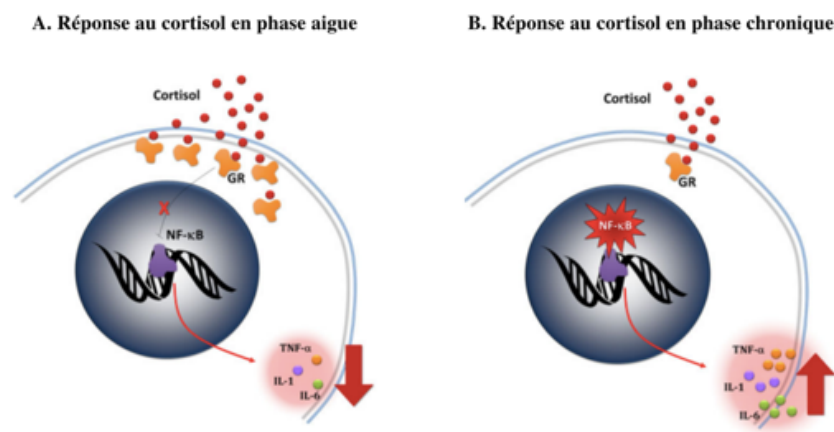 A. Réponse au cortisol en phase aigue
Cortisol
GR
X
NF-κB
TNF-α
IL-1
IL-6
B. Réponse au cortisol en phase chronique
Cortisol
GR
NF-κB
TNF-α
IL-1
IL-6